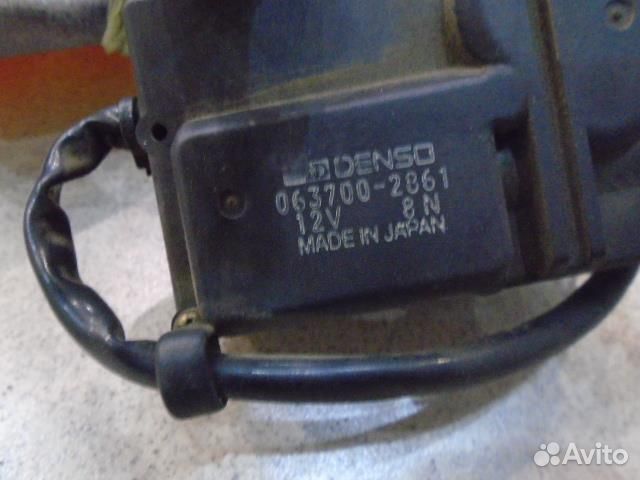 DENSO
063700-2861
12V 8N
MADE IN JAPAN
Avito